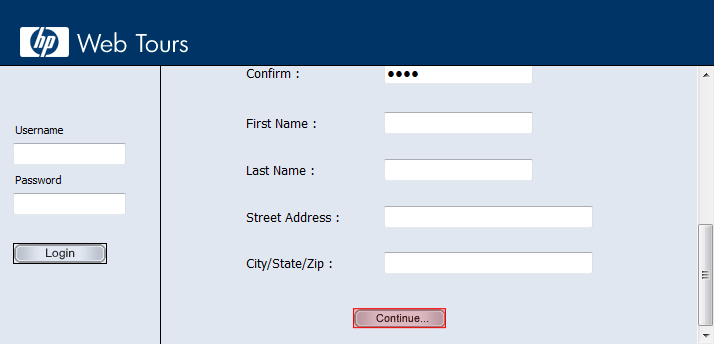 hp Web Tours
Username
Password
Login
Confirm : ●●●●
First Name :
Last Name :
Street Address :
City/State/Zip :
Continue...